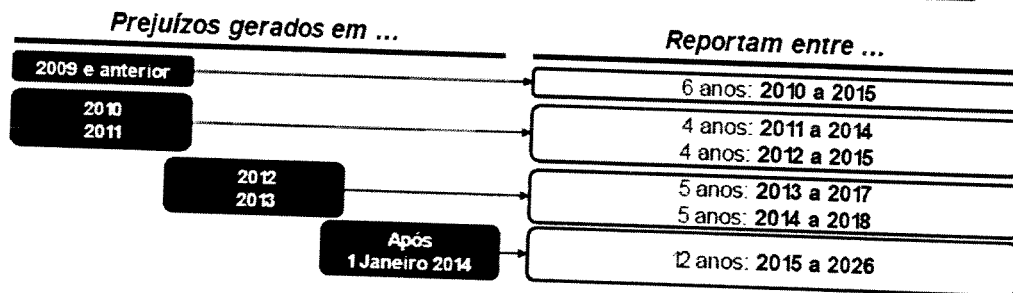 Prejuízos gerados em ...
Reportam entre ...
2009 e anterior
6 anos: 2010 a 2015
2010
2011
4 anos: 2011 a 2014
4 anos: 2012 a 2015
2012
2013
5 anos: 2013 a 2017
5 anos: 2014 a 2018
Após
1 Janeiro 2014
12 anos: 2015 a 2026